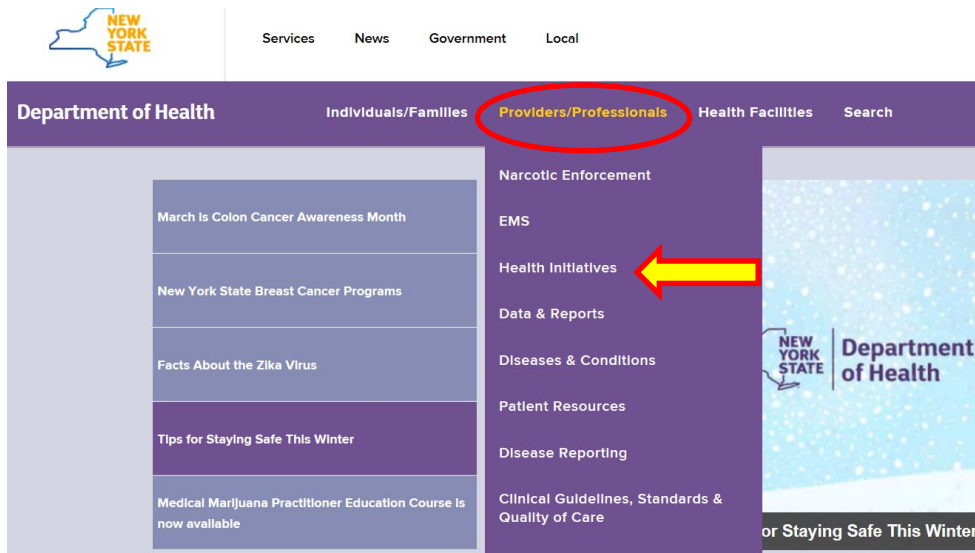 NEW
YORK
STATE
Services News Government Local
Department of Health Individuals/Families Providers/Professionals Health Facilities Search
March is Colon Cancer Awareness Month
New York State Breast Cancer Programs
Facts About the Zika Virus
Tips for Staying Safe This Winter
Medical Marijuana Practitioner Education Course is
now available
Narcotic Enforcement
EMS
Health Initiatives
Data & Reports
Diseases & Conditions
Patient Resources
Disease Reporting
Clinical Guidelines, Standards &
Quality of Care
NEW
YORK
STATE
Department
of Health
or Staying Safe This Winter